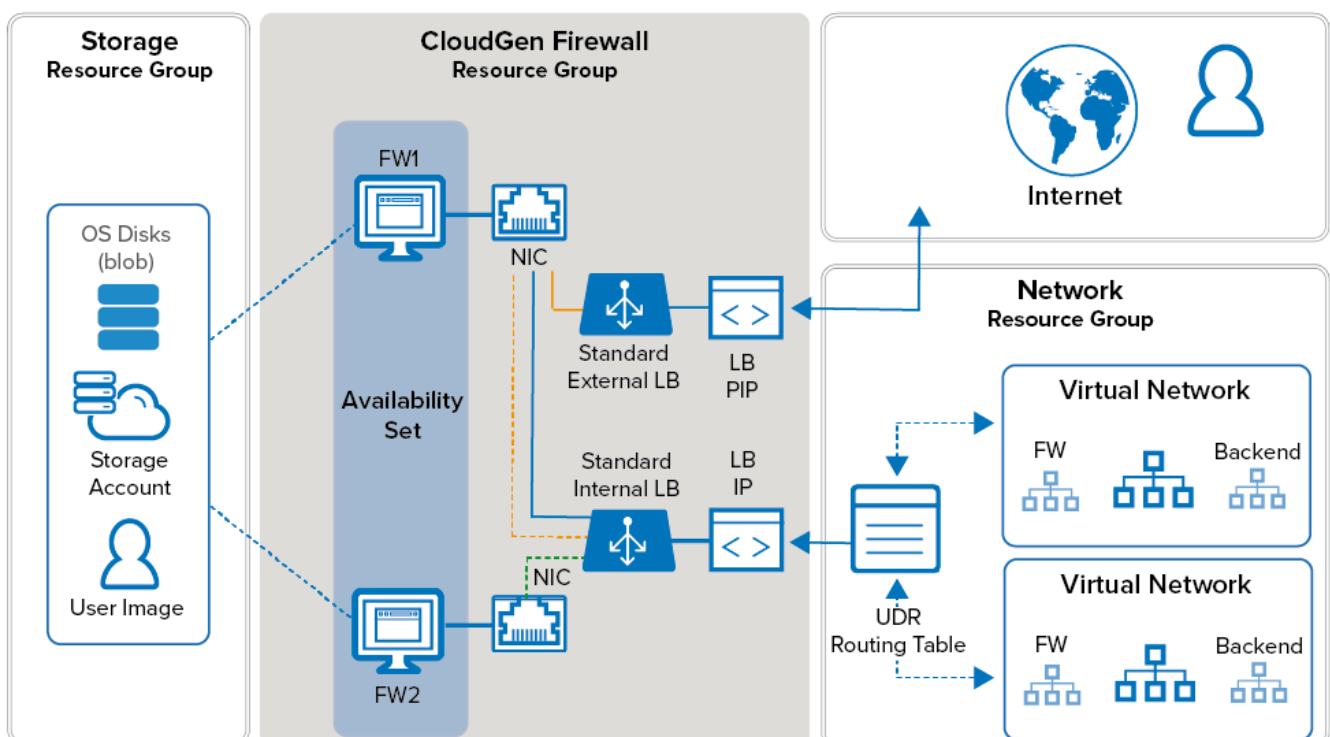 Storage
Resource Group
OS Disks
(blob)
Storage
Account
User Image
CloudGen Firewall
Resource Group
FW1
NIC
Availability
Set
Standard
External LB
LB
PIP
Standard
Internal LB
LB
IP
NIC
FW2
Internet
Network
Resource Group
Virtual Network
FW
Backend
UDR
Routing Table
Virtual Network
FW
Backend